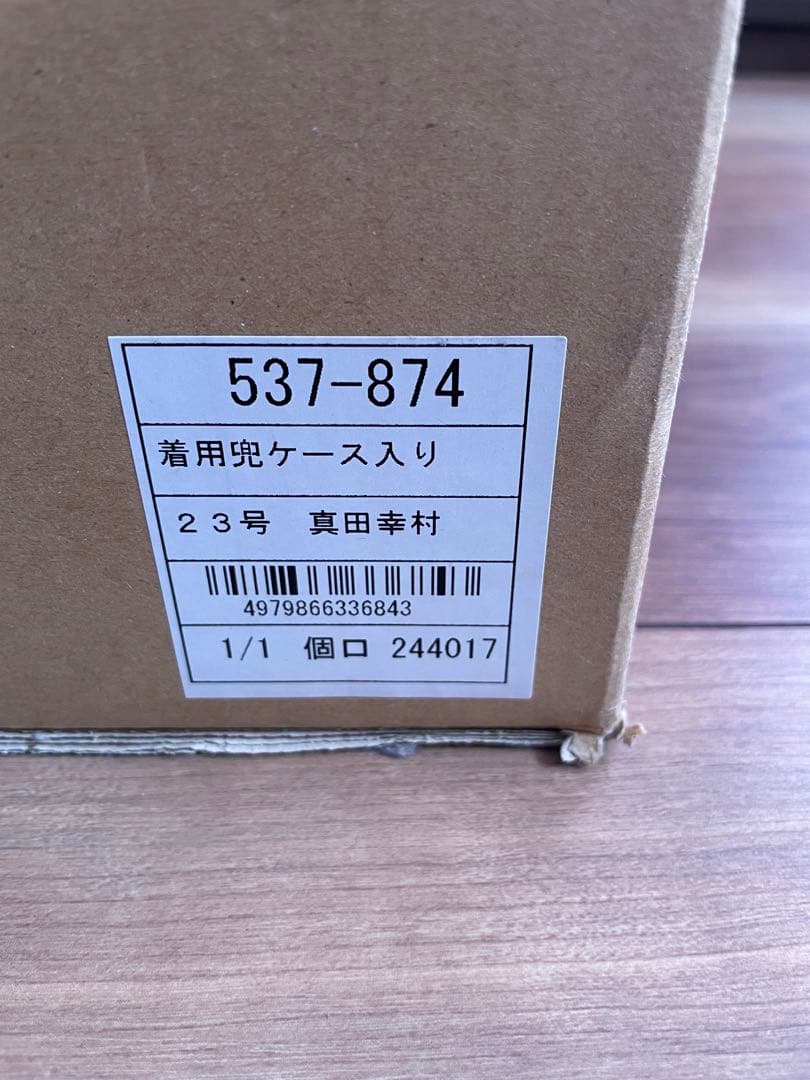 537-874
着用兜ケース入り
２３号　真田幸村
4979866336843
1/1　個口 244017